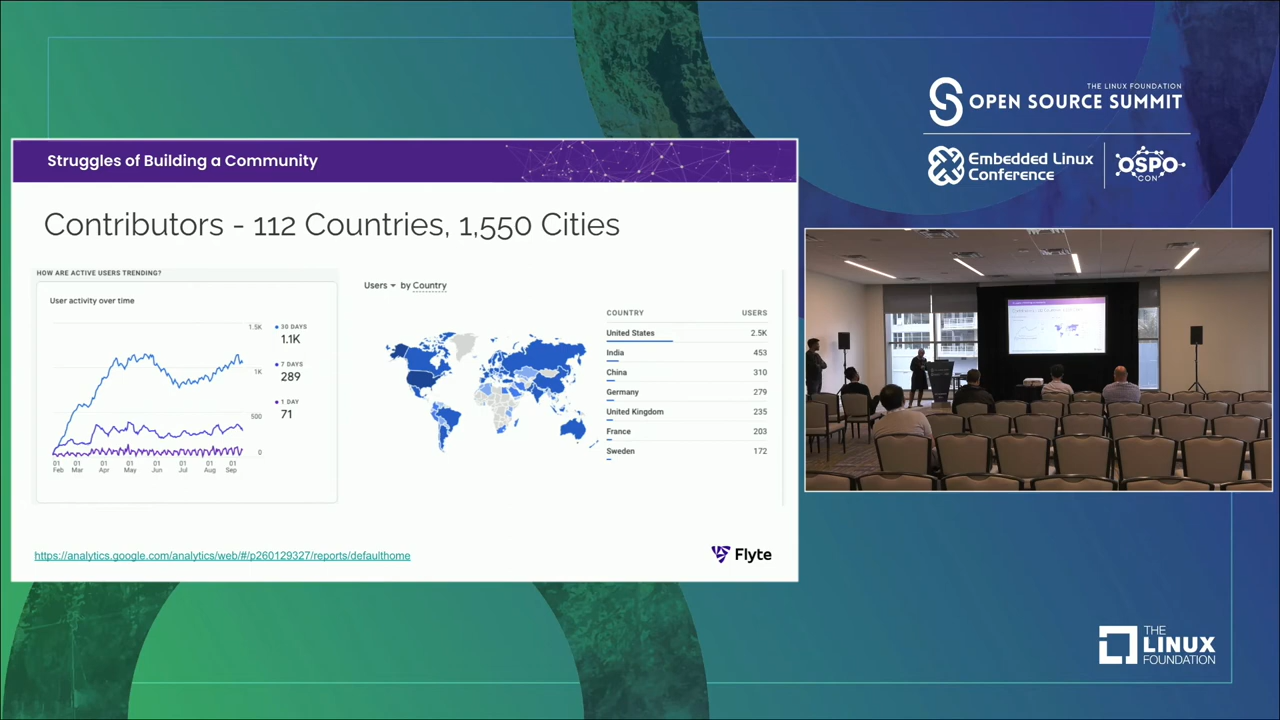 THE LINUX FOUNDATION
OPEN SOURCE SUMMIT
Embedded Linux
Conference
OSPO
CON
Struggles of Building a Community
Contributors - 112 Countries, 1,550 Cities
HOW ARE ACTIVE USERS TRENDING?
User activity over time
1.5K
1K
500
0
30 DAYS
1.1K
7 DAYS
289
1 DAY
71
01 01 01 01 01 01 01 01
Feb Mar Apr May Jun Jul Aug Sep
Users by Country
COUNTRY USERS
United States 2.5K
India 453
China 310
Germany 279
United Kingdom 235
France 203
Sweden 172
https://analytics.google.com/analytics/web/#/p260129327/reports/defaulthome
Flyte
THE
LINUX
FOUNDATION